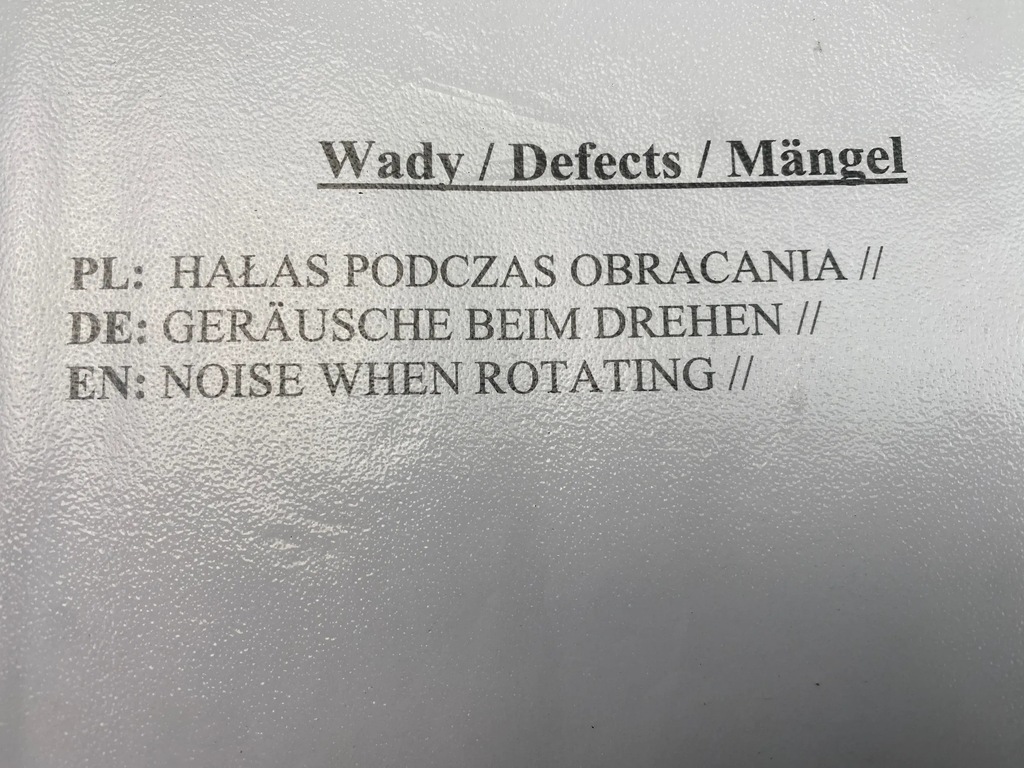 Wady / Defects / Mängel
PL: HAŁAS PODCZAS OBRACANIA //
DE: GERÄUSCHE BEIM DREHEN //
EN: NOISE WHEN ROTATING //